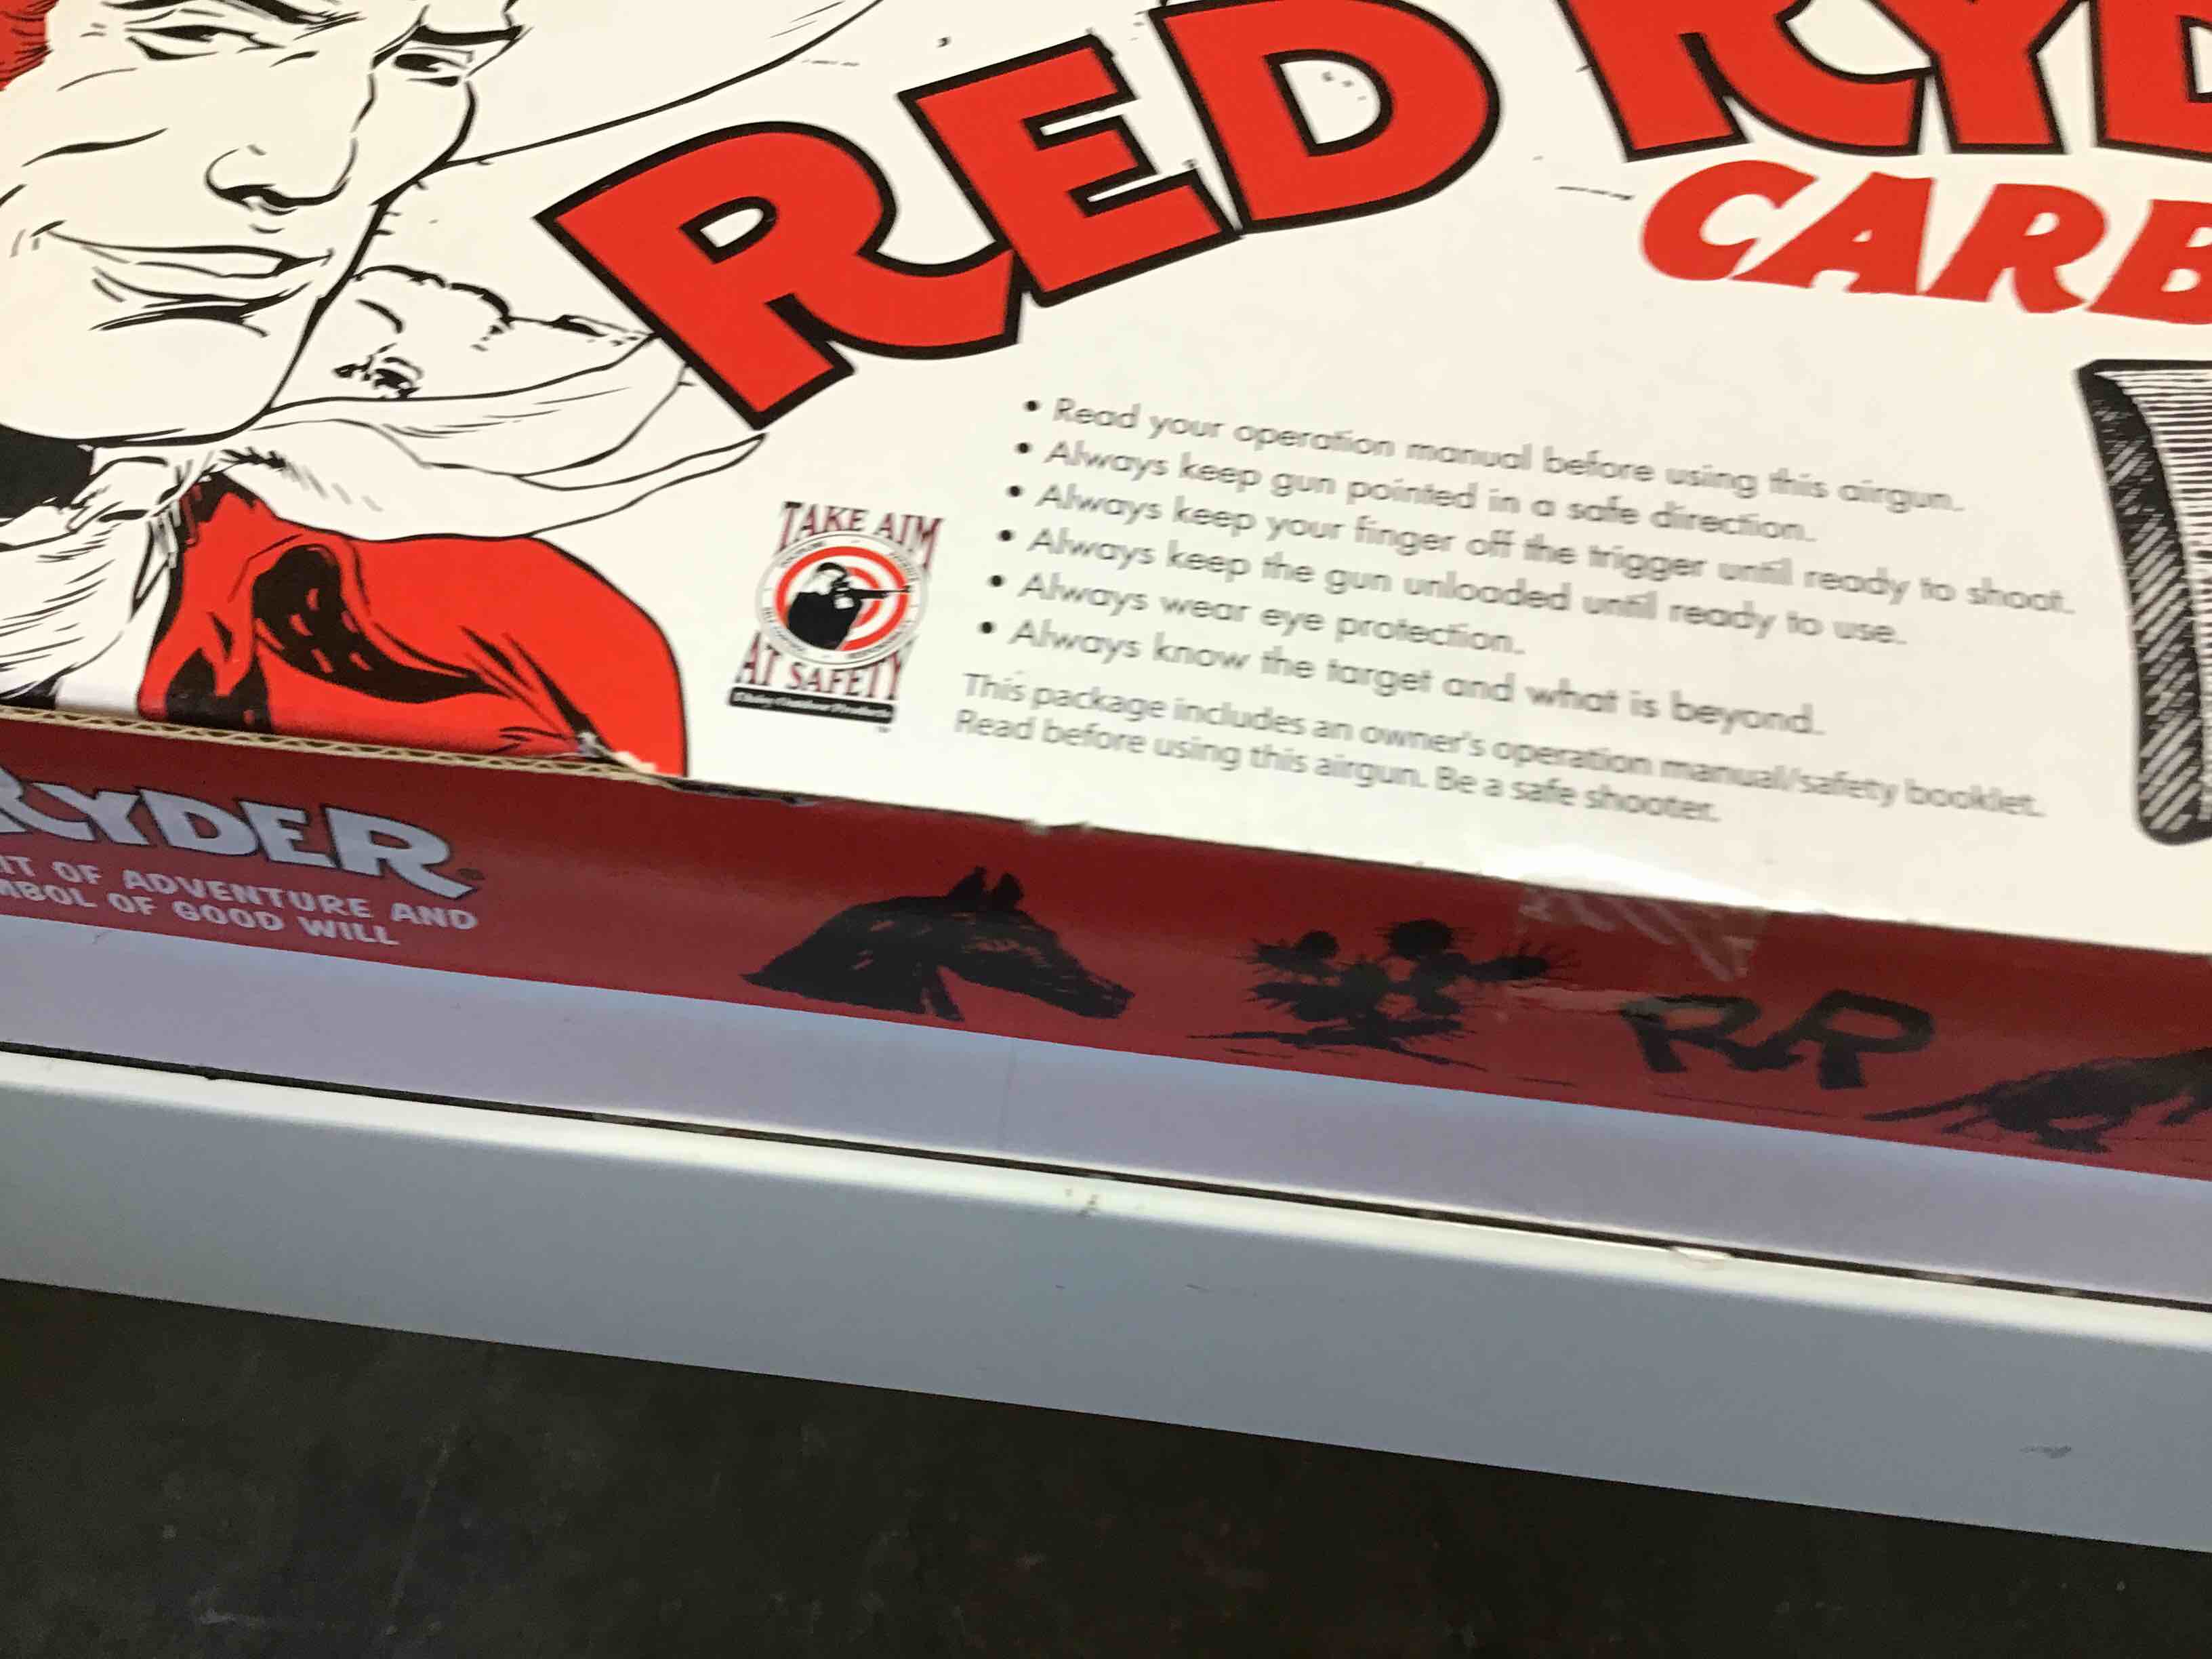 RED RYD
CARB
• Read your operation manual before using this airgun.
• Always keep gun pointed in a safe direction.
• Always keep your finger off the trigger until ready to shoot.
• Always keep the gun unloaded until ready to use.
• Always wear eye protection.
• Always know the target and what is beyond.
This package includes an owner's operation manual/safety booklet.
Read before using this airgun. Be a safe shooter.
TAKE AIM
AT SAFETY
RYDER®
IT OF ADVENTURE AND
MBOL OF GOOD WILL
RR